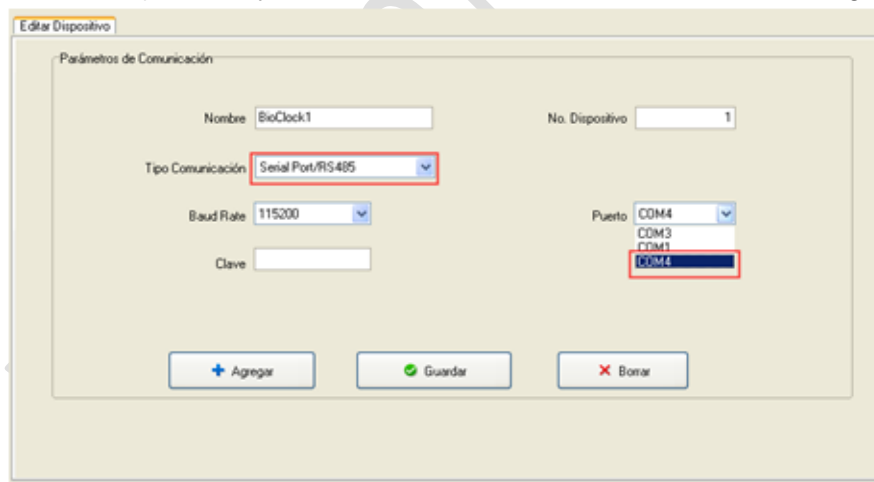 Editar Dispositivo
Parámetros de Comunicación
Nombre BioClock1 No. Dispositivo 1
Tipo Comunicación Serial Port/RS485
Baud Rate 115200 Puerto COM4
COM3
COM1
Clave COM4
Agregar Guardar Borrar